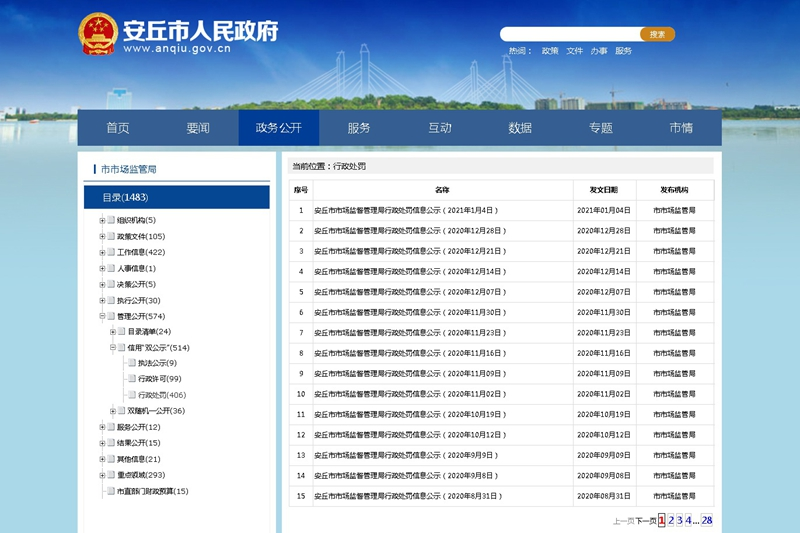 安丘市人民政府
www.anqiu.gov.cn
搜索
热词： 政策 文件 办事 服务
首页 要闻 政务公开 服务 互动 数据 专题 市情
市市场监管局
目录(1483)
组织机构(5)
政策文件(105)
工作信息(422)
人事信息(1)
决策公开(5)
执行公开(30)
管理公开(574)
目录清单(24)
信用"双公示"(514)
执法公示(9)
行政许可(99)
行政处罚(406)
双随机一公开(36)
服务公开(12)
结果公开(15)
其他信息(21)
重点领域(293)
市直部门财政预算(15)
当前位置：行政处罚
序号 名称 发文日期 发布机构
1 安丘市市场监督管理局行政处罚信息公示（2021年1月4日） 2021年01月04日 市市场监管局
2 安丘市市场监督管理局行政处罚信息公示（2020年12月28日） 2020年12月28日 市市场监管局
3 安丘市市场监督管理局行政处罚信息公示（2020年12月21日） 2020年12月21日 市市场监管局
4 安丘市市场监督管理局行政处罚信息公示（2020年12月14日） 2020年12月14日 市市场监管局
5 安丘市市场监督管理局行政处罚信息公示（2020年12月07日） 2020年12月07日 市市场监管局
6 安丘市市场监督管理局行政处罚信息公示（2020年11月30日） 2020年11月30日 市市场监管局
7 安丘市市场监督管理局行政处罚信息公示（2020年11月23日） 2020年11月23日 市市场监管局
8 安丘市市场监督管理局行政处罚信息公示（2020年11月16日） 2020年11月16日 市市场监管局
9 安丘市市场监督管理局行政处罚信息公示（2020年11月09日） 2020年11月09日 市市场监管局
10 安丘市市场监督管理局行政处罚信息公示（2020年11月02日） 2020年11月02日 市市场监管局
11 安丘市市场监督管理局行政处罚信息公示（2020年10月19日） 2020年10月19日 市市场监管局
12 安丘市市场监督管理局行政处罚信息公示（2020年10月12日） 2020年10月12日 市市场监管局
13 安丘市市场监督管理局行政处罚信息公示（2020年9月9日） 2020年09月09日 市市场监管局
14 安丘市市场监督管理局行政处罚信息公示（2020年9月8日） 2020年09月08日 市市场监管局
15 安丘市市场监督管理局行政处罚信息公示（2020年8月31日） 2020年08月31日 市市场监管局
上一页 下一页 1 2 3 4 ... 28